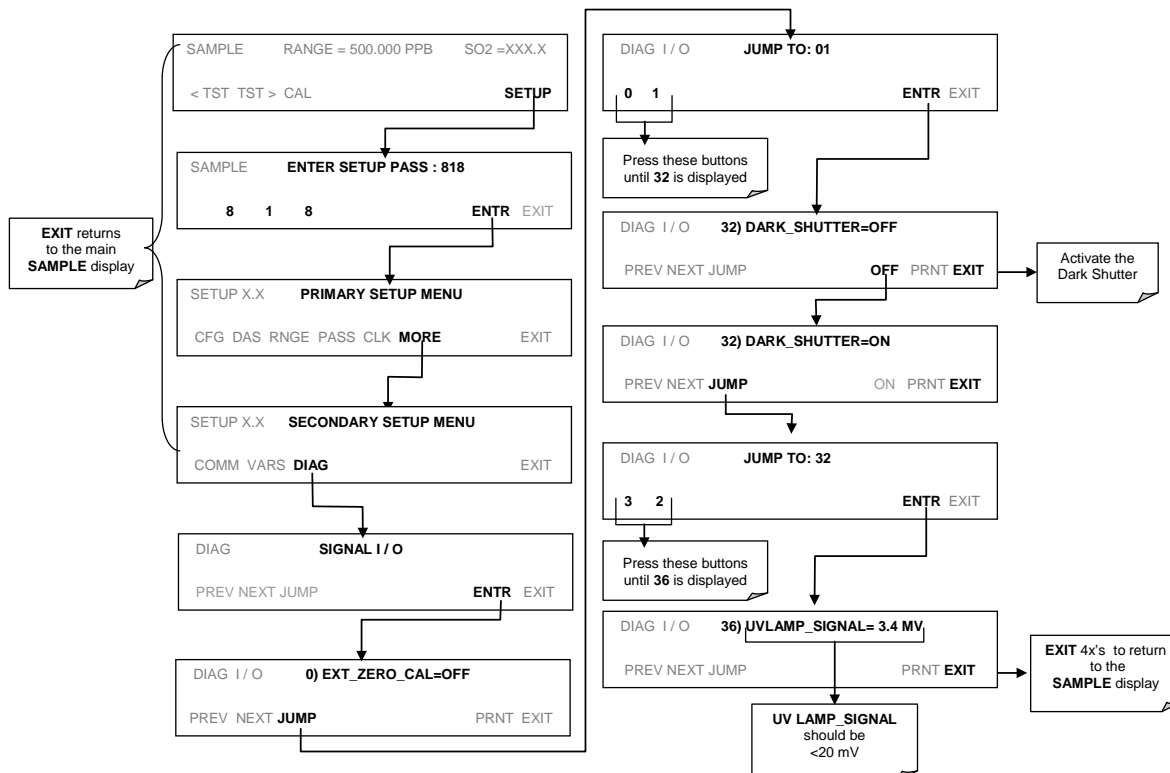 SAMPLE RANGE = 500.000 PPB SO2 =XXX.X
< TST TST > CAL SETUP
SAMPLE ENTER SETUP PASS : 818
8 1 8 ENTR EXIT
EXIT returns
to the main
SAMPLE display
SETUP X.X PRIMARY SETUP MENU
CFG DAS RNGE PASS CLK MORE EXIT
SETUP X.X SECONDARY SETUP MENU
COMM VARS DIAG EXIT
DIAG SIGNAL I / O
PREV NEXT JUMP ENTR EXIT
DIAG I / O 0) EXT_ZERO_CAL=OFF
PREV NEXT JUMP PRNT EXIT
DIAG I / O JUMP TO: 01
0 1 ENTR EXIT
Press these buttons
until 32 is displayed
DIAG I / O 32) DARK_SHUTTER=OFF
PREV NEXT JUMP OFF PRNT EXIT
Activate the
Dark Shutter
DIAG I / O 32) DARK_SHUTTER=ON
PREV NEXT JUMP ON PRNT EXIT
DIAG I / O JUMP TO: 32
3 2 ENTR EXIT
Press these buttons
until 36 is displayed
DIAG I / O 36) UVLAMP_SIGNAL= 3.4 MV
PREV NEXT JUMP PRNT EXIT
EXIT 4x's to return
to the
SAMPLE display
UV LAMP_SIGNAL
should be
<20 mV